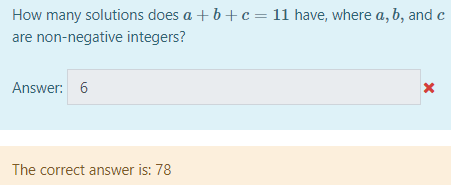 How many solutions does a + b + c = 11 have, where a, b, and c
are non-negative integers?
Answer: 6
The correct answer is: 78